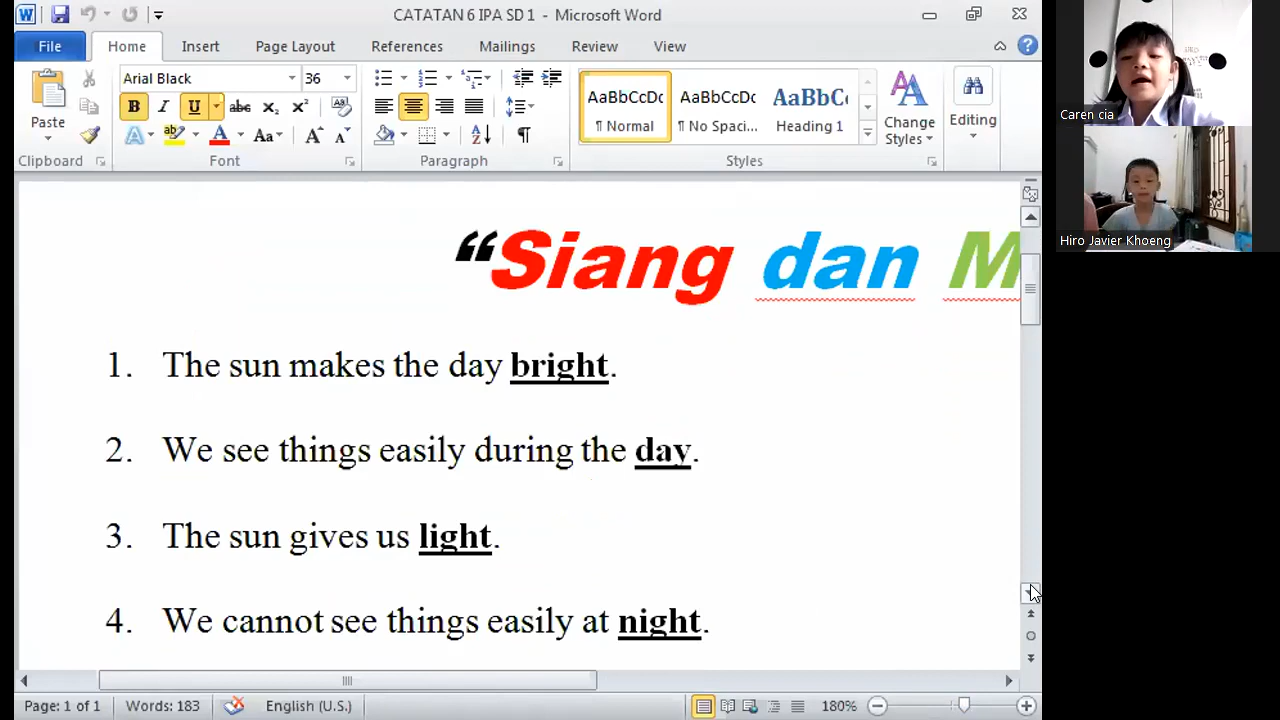 CATATAN 6 IPA SD 1 - Microsoft Word
File Home Insert Page Layout References Mailings Review View
Arial Black 36
AaBbCcDc AaBbCcDc AaBbC
¶ Normal ¶ No Spaci... Heading 1
Paste Change Styles Editing
Clipboard Font Paragraph Styles
Caren cia
Hiro Javier Khoeng
“Siang dan M
1. The sun makes the day bright.
2. We see things easily during the day.
3. The sun gives us light.
4. We cannot see things easily at night.
Page: 1 of 1 Words: 183 English (U.S.) 180%